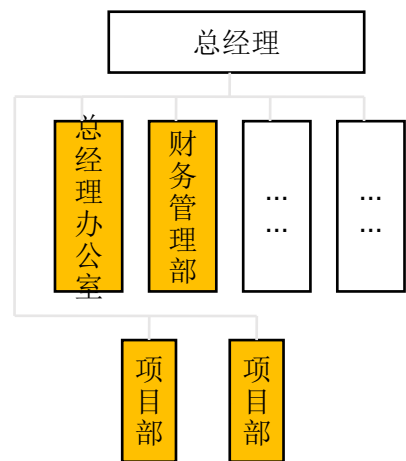 总经理
总经理办公室
财务管理部
……
……
项目部
项目部